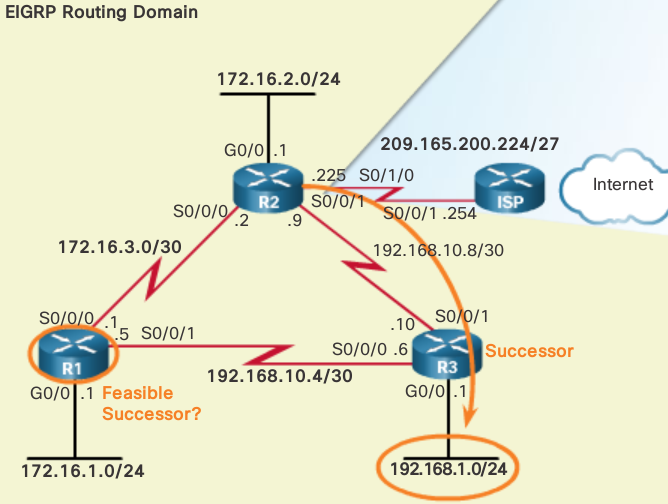 EIGRP Routing Domain
172.16.2.0/24
G0/0 .1
209.165.200.224/27
.225 S0/1/0
Internet
R2
S0/0/1
ISP
S0/0/0 .2
.9
S0/0/1 .254
172.16.3.0/30
192.168.10.8/30
S0/0/0 .1
.5 S0/0/1
.10
S0/0/1
R1
S0/0/0 .6
R3
Successor
192.168.10.4/30
G0/0 .1
Feasible
Successor?
G0/0 .1
172.16.1.0/24
192.168.1.0/24